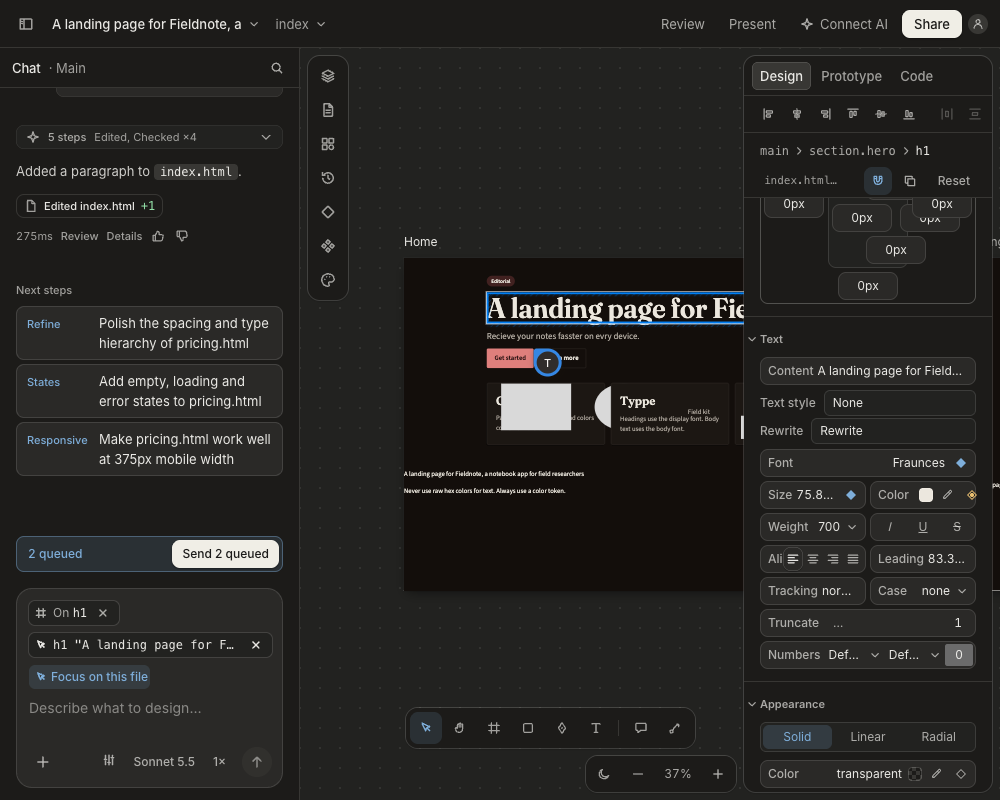 A landing page for Fieldnote, a
index
Review
Present
Connect AI
Share
Chat · Main
5 steps Edited, Checked ×4
Added a paragraph to index.html.
Edited index.html +1
275ms Review Details
Next steps
Refine Polish the spacing and type
hierarchy of pricing.html
States Add empty, loading and
error states to pricing.html
Responsive Make pricing.html work well
at 375px mobile width
2 queued Send 2 queued
On h1
h1 "A landing page for F…
Focus on this file
Describe what to design...
Sonnet 5.5 1×
Home
Editorial
A landing page for Fie
Recieve your notes fasster on evry device.
Get started
more
T
d colors
Typpe
Field kit
Headings use the display font. Body
text uses the body font.
A landing page for Fieldnote, a notebook app for field researchers
Never use raw hex colors for text. Always use a color token.
37%
Design Prototype Code
main > section.hero > h1
index.html… Reset
0px 0px
0px 0px
0px
0px
Text
Content A landing page for Field...
Text style None
Rewrite Rewrite
Font Fraunces
Size 75.8... Color
Weight 700 I U S
Ali Leading 83.3...
Tracking nor... Case none
Truncate ... 1
Numbers Def... Def... 0
Appearance
Solid Linear Radial
Color transparent